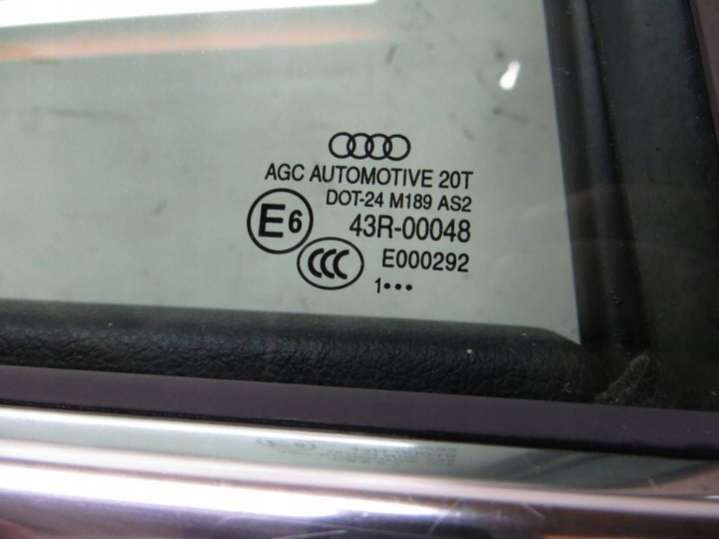 AGC AUTOMOTIVE 20T
DOT-24 M189 AS2
E6 43R-00048
CCC E000292
1•••